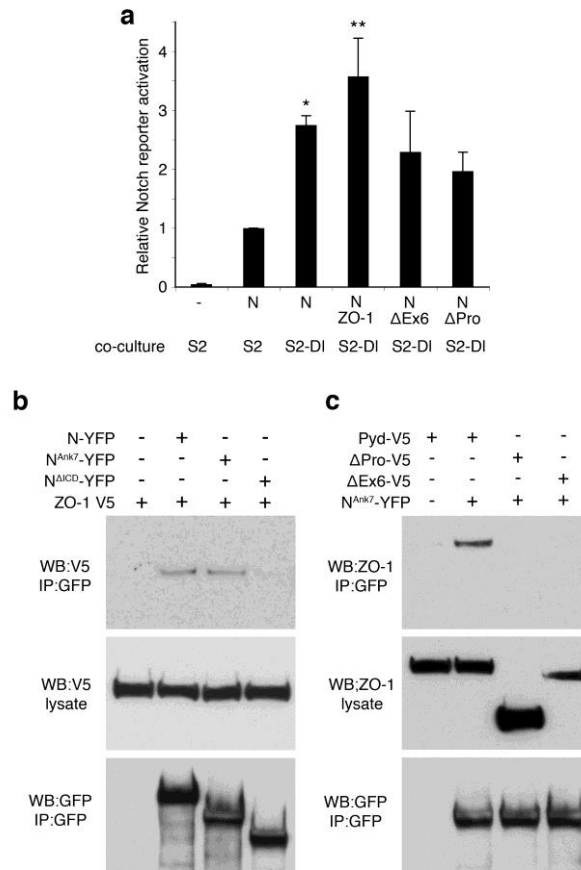 a
Relative Notch reporter activation
4
3
2
1
0
* ** 
- N N N N N
ZO-1 ΔEx6 ΔPro
co-culture S2 S2 S2-Dl S2-Dl S2-Dl S2-Dl
b
N-YFP - + - -
N^Ank7-YFP - - + -
N^ΔICD-YFP - - - +
ZO-1 V5 + + + +
WB:V5
IP:GFP
WB:V5
lysate
WB:GFP
IP:GFP
c
Pyd-V5 + + - -
ΔPro-V5 - - + -
ΔEx6-V5 - - - +
N^Ank7-YFP - + + +
WB:ZO-1
IP:GFP
WB;ZO-1
lysate
WB:GFP
IP:GFP